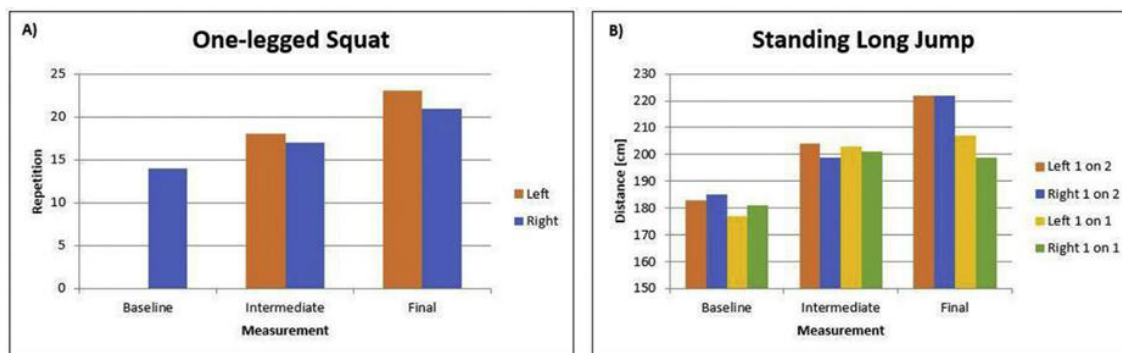 A)
One-legged Squat
Repetition
25
20
15
10
5
0
Baseline
Intermediate
Final
Measurement
Left
Right
B)
Standing Long Jump
Distance [cm]
230
220
210
200
190
180
170
160
150
Baseline
Intermediate
Final
Measurement
Left 1 on 2
Right 1 on 2
Left 1 on 1
Right 1 on 1